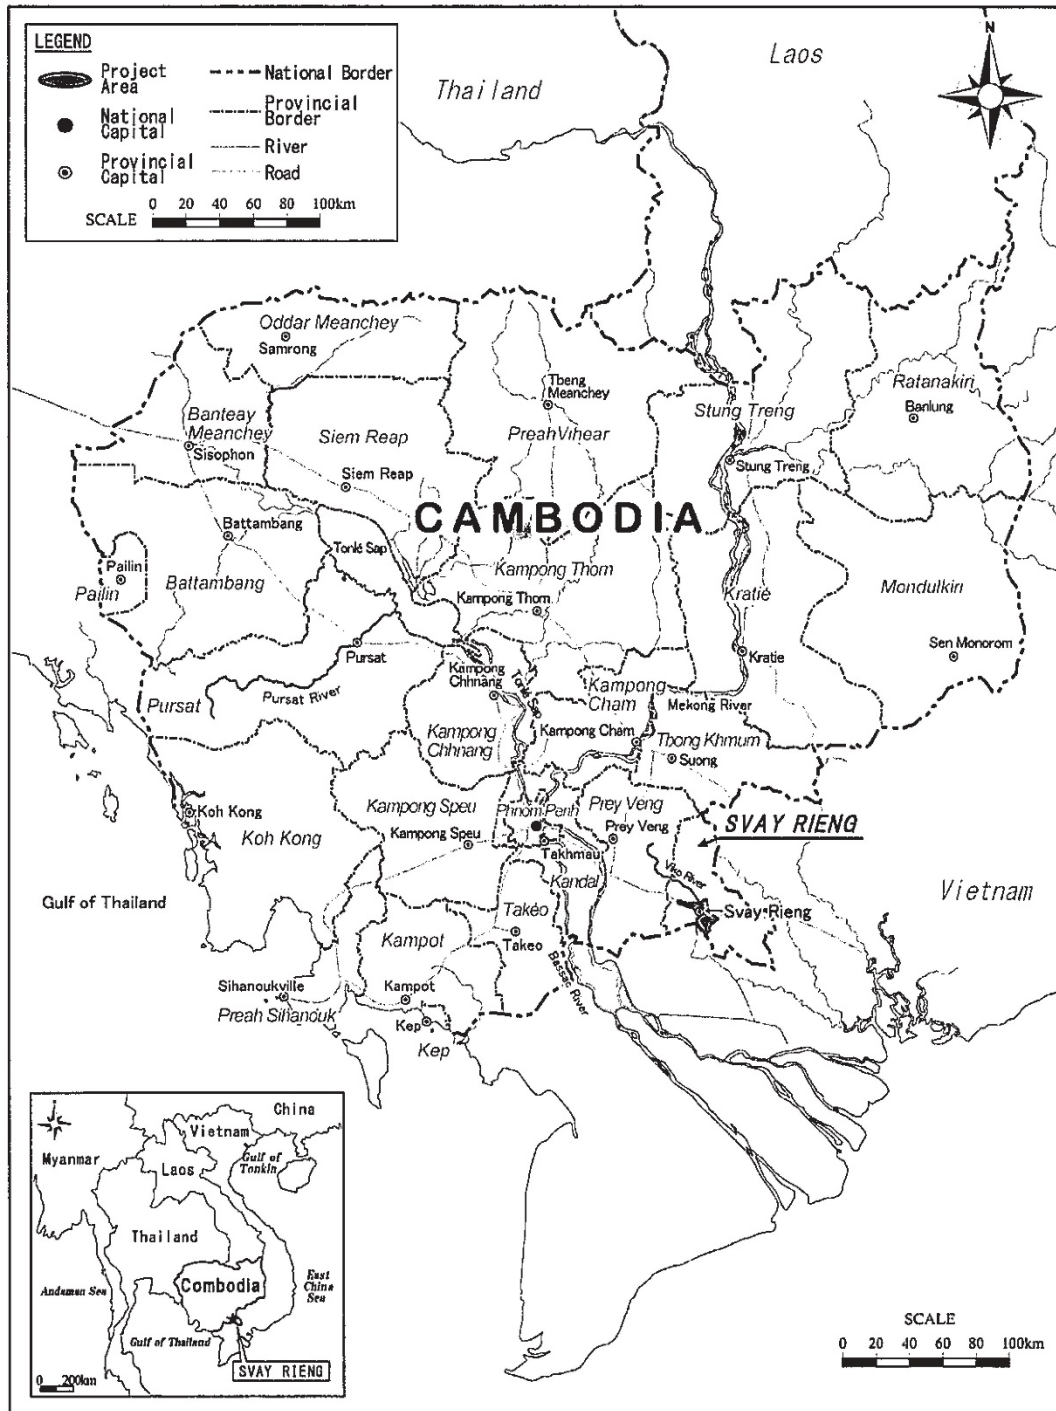 LEGEND
Project
Area
National
Capital
Provincial
Capital
National Border
Provincial
Border
River
Road
SCALE
0 20 40 60 80 100km
Thailand
Laos
N
Oddar Meanchey
Samrong
Banteay
Meanchey
Sisophon
Siem Reap
Siem Reap
Tbeng
Meanchey
Preah Vihear
Stung Treng
Stung Treng
Ratanakiri
Banlung
CAMBODIA
Battambang
Battambang
Tonlé Sap
Pailin
Pailin
Kampong Thom
Kampong Thom
Kratie
Kratie
Mondulkiri
Sen Monorom
Pursat
Pursat
Pursat River
Kampong
Chhnang
Tonle Sap
Kampong
Chhnang
Kampong
Cham
Kampong Cham
Mekong River
Tbong Khmum
Suong
Koh Kong
Koh Kong
Kampong Speu
Kampong Speu
Phnom Penh
Takhmau
Kandal
Prey Veng
Prey Veng
SVAY RIENG
Svay Rieng
Vietnam
Gulf of Thailand
Takéo
Takeo
Kampot
Kampot
Bassac River
Sihanoukville
Preah Sihanouk
Kep
Kep
China
Vietnam
Myanmar
Laos
Gulf of
Tonkin
Thailand
Combodia
Andaman Sea
East
China
Sea
Gulf of Thailand
SVAY RIENG
0 200km
SCALE
0 20 40 60 80 100km